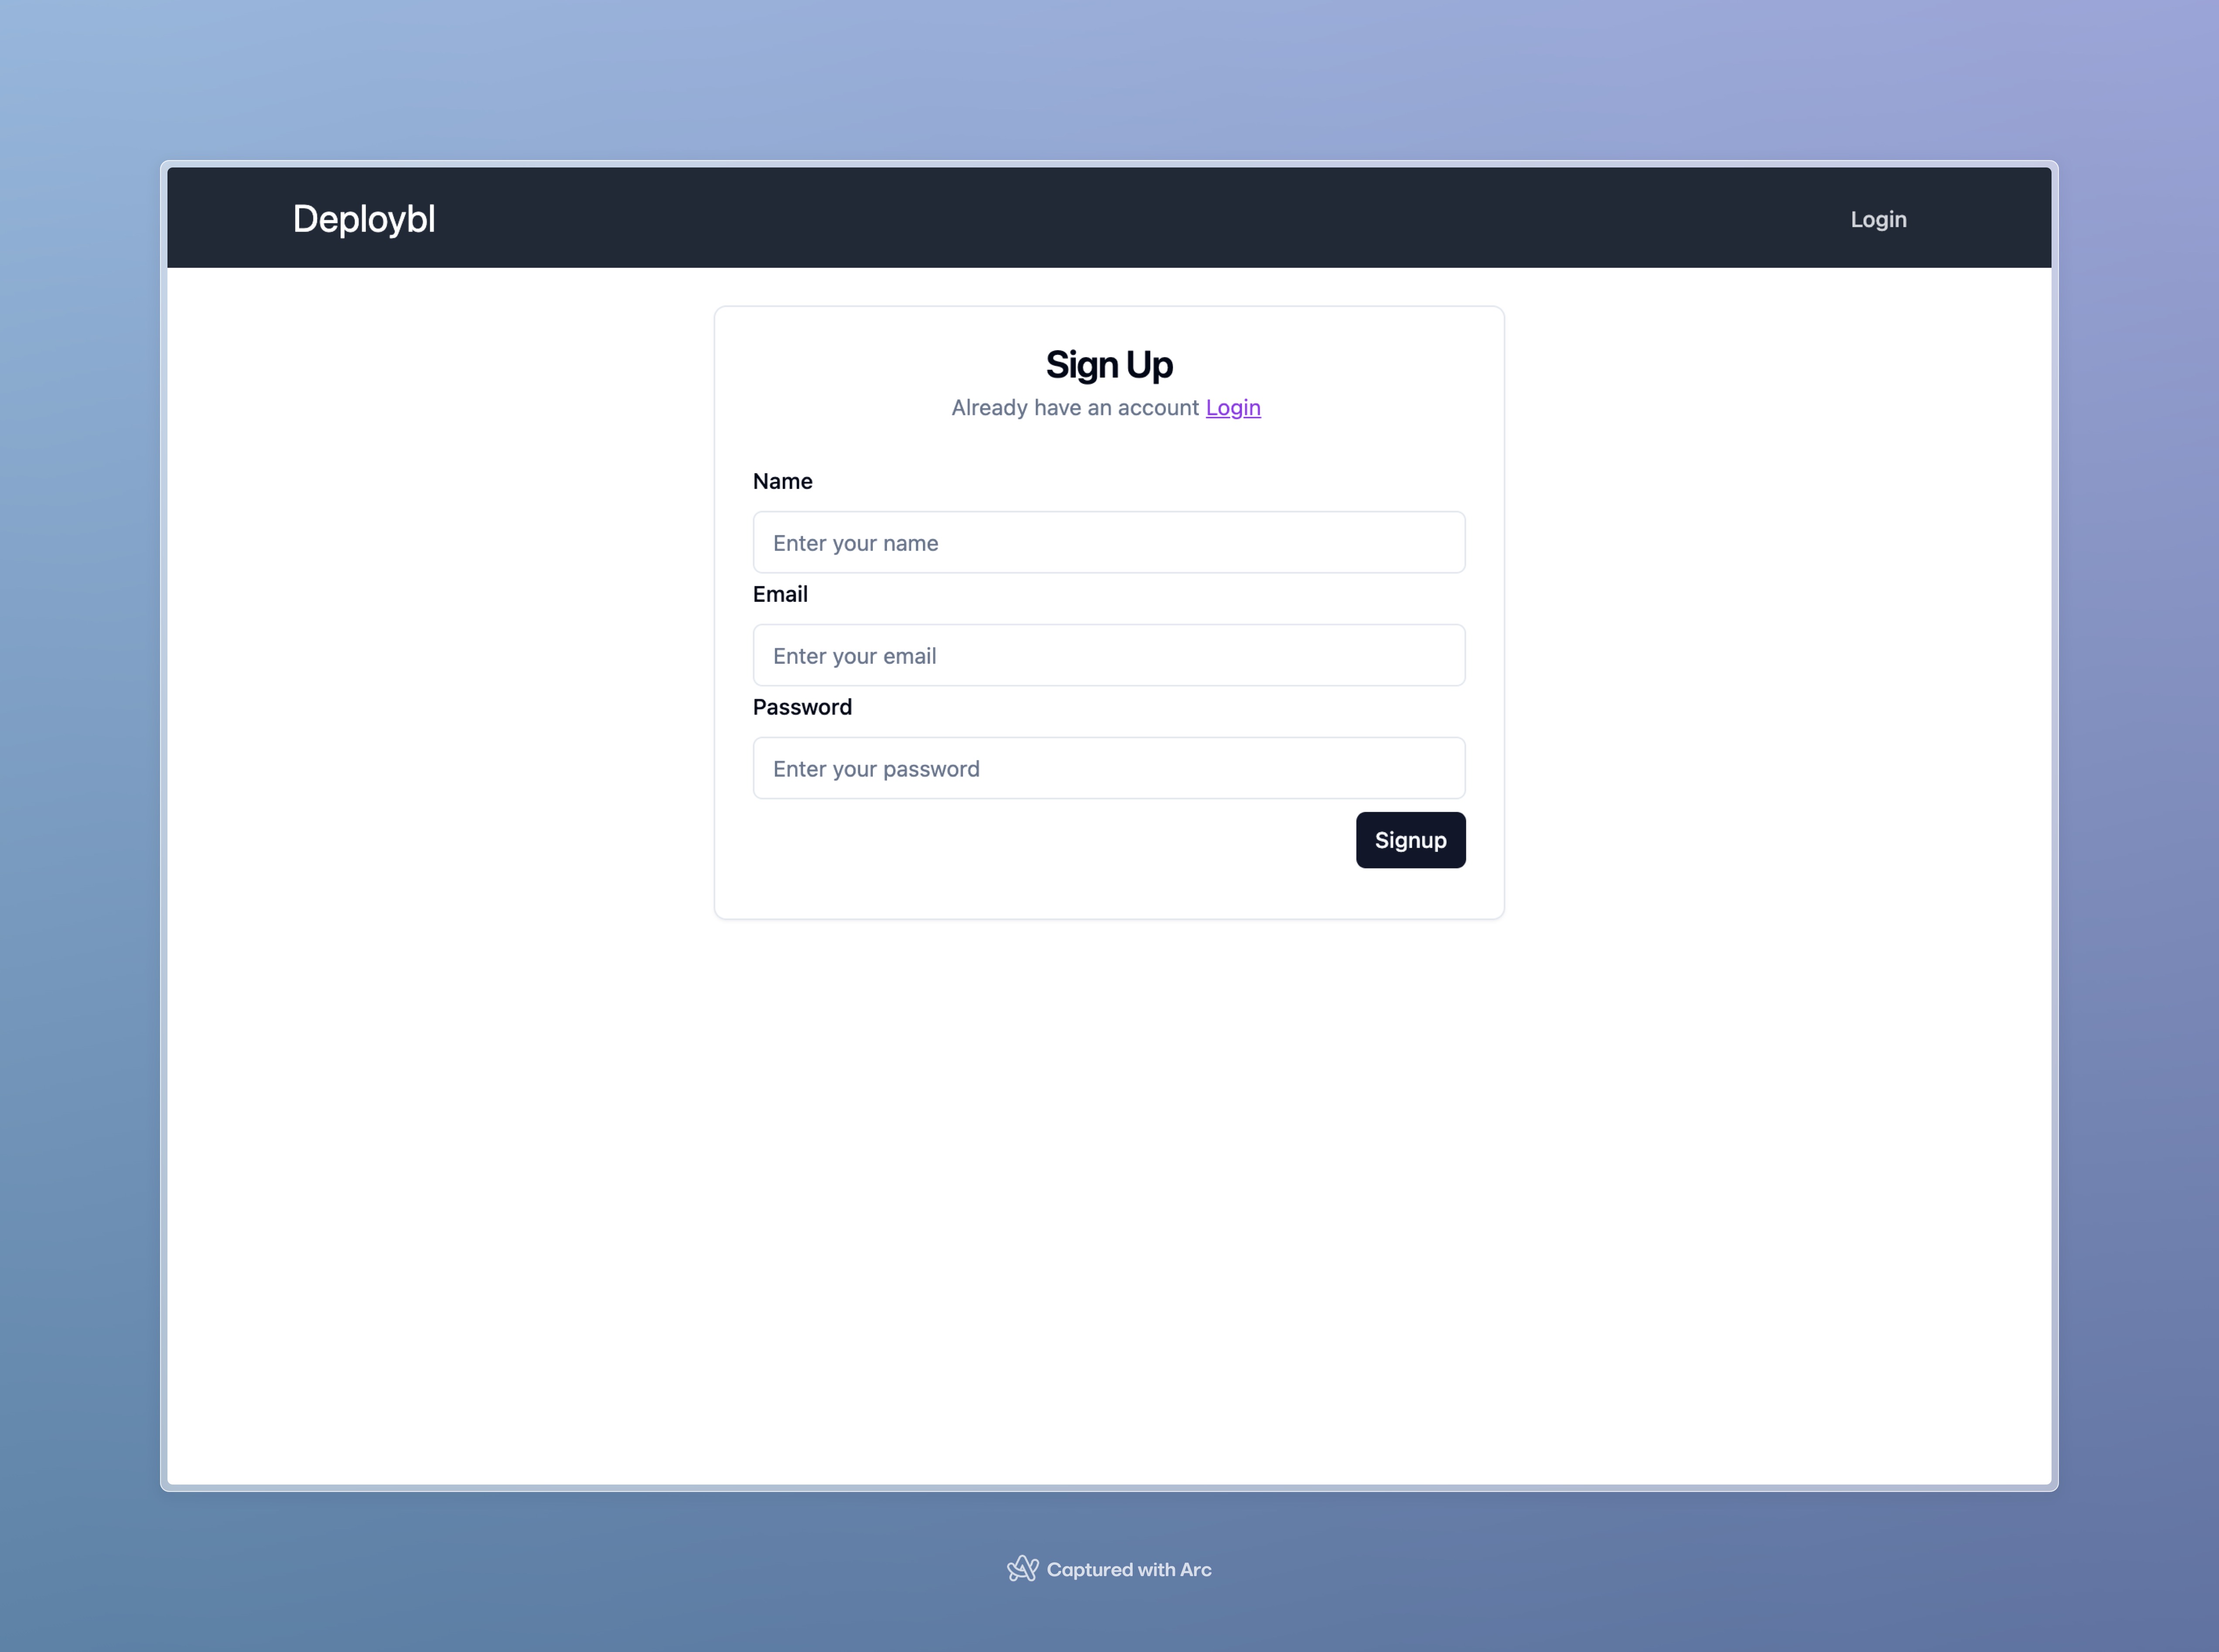 Deploybl
Login
Sign Up
Already have an account Login
Name
Enter your name
Email
Enter your email
Password
Enter your password
Signup
Captured with Arc